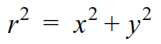 r² = x² + y²